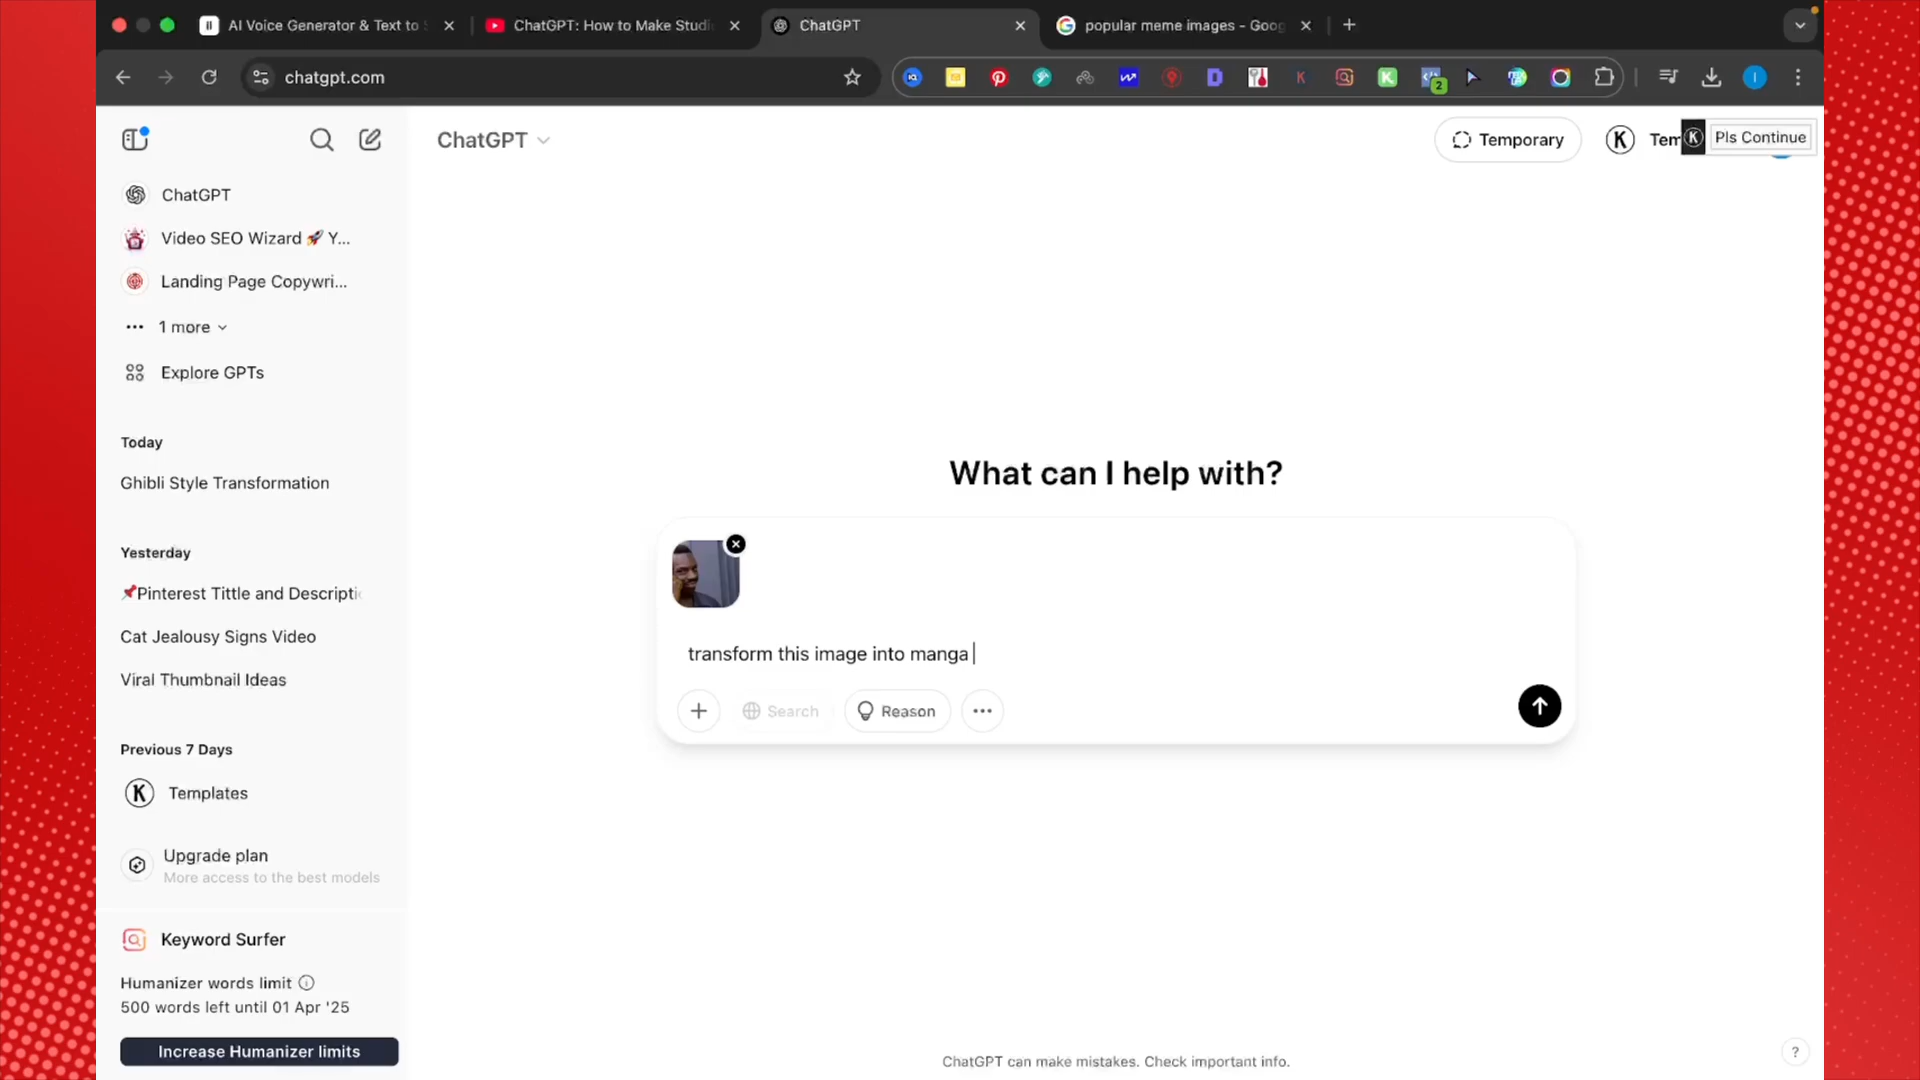 AI Voice Generator & Text to S
ChatGPT: How to Make Studi
ChatGPT
popular meme images - Goog
chatgpt.com
2
ChatGPT
Temporary
K
Tem
K
Pls Continue
ChatGPT
Video SEO Wizard 🚀 Y...
Landing Page Copywri...
1 more
Explore GPTs
Today
Ghibli Style Transformation
Yesterday
📌Pinterest Tittle and Descripti
Cat Jealousy Signs Video
Viral Thumbnail Ideas
Previous 7 Days
K Templates
Upgrade plan
More access to the best models
Keyword Surfer
Humanizer words limit
500 words left until 01 Apr '25
Increase Humanizer limits
What can I help with?
transform this image into manga
Search
Reason
ChatGPT can make mistakes. Check important info.
?